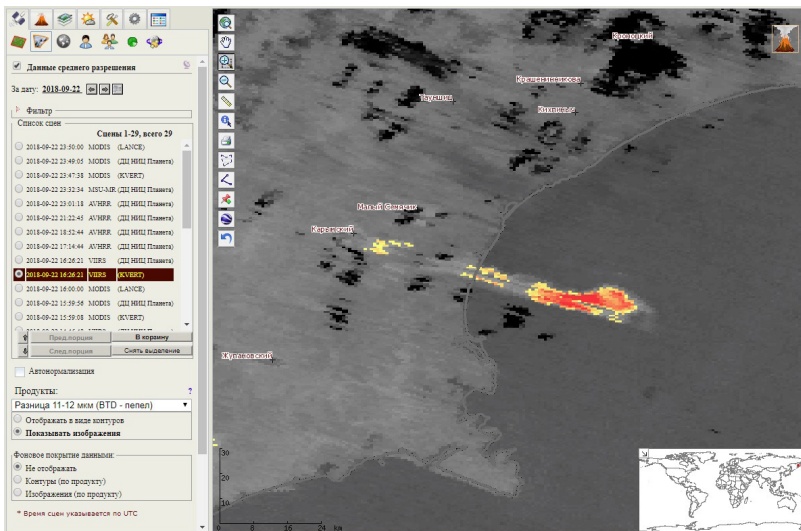 Данные среднего разрешения
За дату: 2018-09-22
Фильтр
Список сцен
Сцены 1-29, всего 29
2018-09-22 23:50:00 MODIS (LANCE)
2018-09-22 23:49:05 MODIS (ДЦ НИЦ Планета)
2018-09-22 23:47:38 MODIS (KVERT)
2018-09-22 23:32:34 MSU-MR (ДЦ НИЦ Планета)
2018-09-22 23:01:18 AVHRR (ДЦ НИЦ Планета)
2018-09-22 21:22:45 AVHRR (ДЦ НИЦ Планета)
2018-09-22 18:52:44 AVHRR (ДЦ НИЦ Планета)
2018-09-22 17:14:44 AVHRR (ДЦ НИЦ Планета)
2018-09-22 16:26:21 VIIRS (ДЦ НИЦ Планета)
2018-09-22 16:26:21 VIIRS (KVERT)
2018-09-22 16:00:00 MODIS (LANCE)
2018-09-22 15:59:56 MODIS (ДЦ НИЦ Планета)
2018-09-22 15:59:08 MODIS (KVERT)
Пред.порция В корзину
След.порция Снять выделение
Автонормализация
Продукты: ?
Разница 11-12 мкм (BTD - пепел)
Отображать в виде контуров
Показывать изображения
Фоновое покрытие данными:
Не отображать
Контуры (по продукту)
Изображения (по продукту)
* Время сцен указывается по UTC
Кроноцкий
Крашенинникова
Тауншиц
Кихпиныч
Малый Семячик
Карымский
Жупановский
30
20
10
0 8 16 24 km